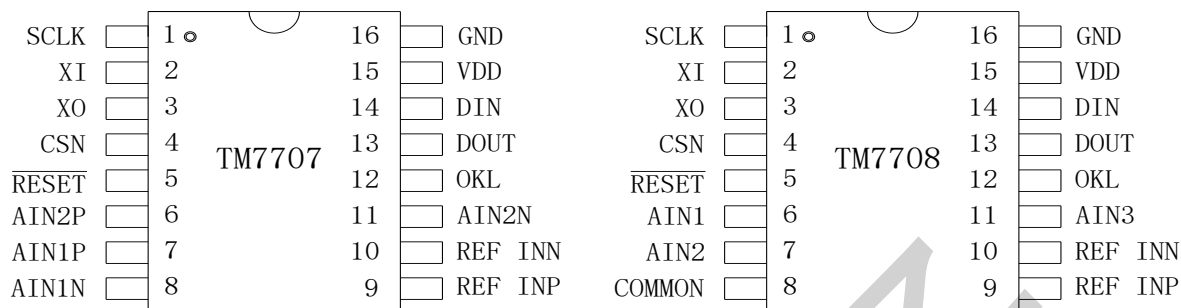 SCLK 1 16 GND SCLK 1 16 GND
XI 2 15 VDD XI 2 15 VDD
XO 3 14 DIN XO 3 14 DIN
CSN 4 13 DOUT CSN 4 13 DOUT
TM7707 TM7708
RESET 5 12 OKL RESET 5 12 OKL
AIN2P 6 11 AIN2N AIN1 6 11 AIN3
AIN1P 7 10 REF INN AIN2 7 10 REF INN
AIN1N 8 9 REF INP COMMON 8 9 REF INP